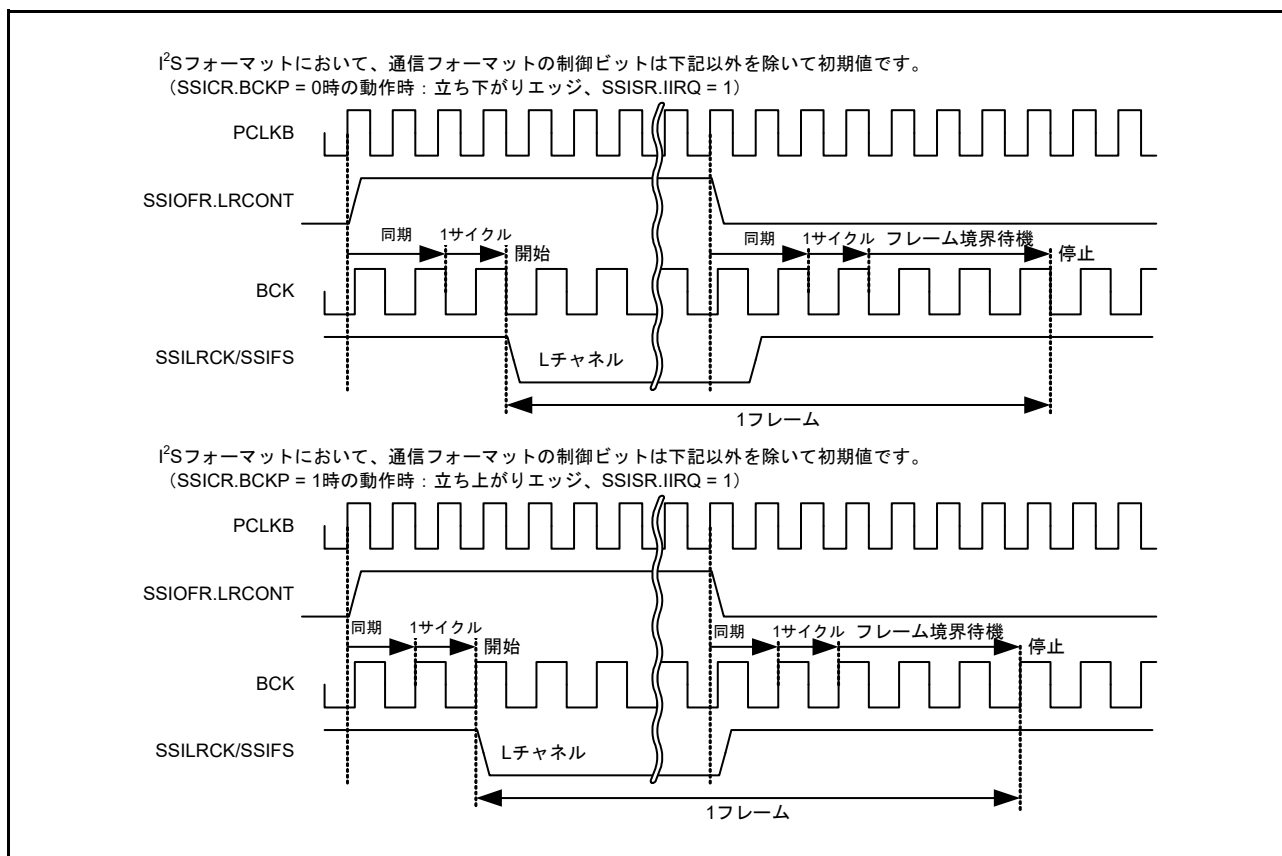 I²Sフォーマットにおいて、通信フォーマットの制御ビットは下記以外を除いて初期値です。
（SSICR.BCKP = 0時の動作時：立ち下がりエッジ、SSISR.IIRQ = 1）
PCLKB
SSIOFR.LRCONT
同期 1サイクル 開始 同期 1サイクル フレーム境界待機 停止
BCK
SSILRCK/SSIFS
Lチャネル
1フレーム
I²Sフォーマットにおいて、通信フォーマットの制御ビットは下記以外を除いて初期値です。
（SSICR.BCKP = 1時の動作時：立ち上がりエッジ、SSISR.IIRQ = 1）
PCLKB
SSIOFR.LRCONT
同期 1サイクル 開始 同期 1サイクル フレーム境界待機 停止
BCK
SSILRCK/SSIFS
Lチャネル
1フレーム